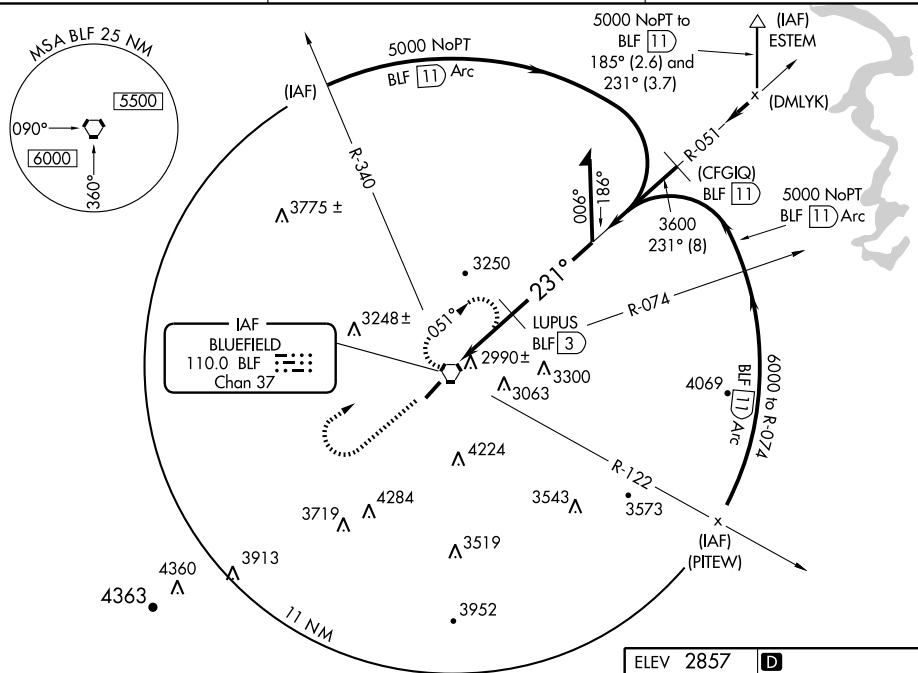 MSA BLF 25 NM
5500
090°
6000
360°
(IAF)
5000 NoPT
BLF 11 Arc
5000 NoPT to
BLF 11
185° (2.6) and
231° (3.7)
(IAF)
ESTEM
(DMLYK)
R-051
(CFGIQ)
BLF 11
5000 NoPT
BLF 11 Arc
3600
231° (8)
R-340
3775 ±
006°
186°
3250
231°
R-074
051°
LUPUS
BLF 3
3248 ±
IAF
BLUEFIELD
110.0 BLF
Chan 37
2990 ±
3300
3063
4069
6000 to R-074
BLF 11 Arc
4224
R-122
4284
3719
3543
3573
(IAF)
(PITEW)
3519
3913
4360
4363
3952
11 NM
ELEV 2857 D